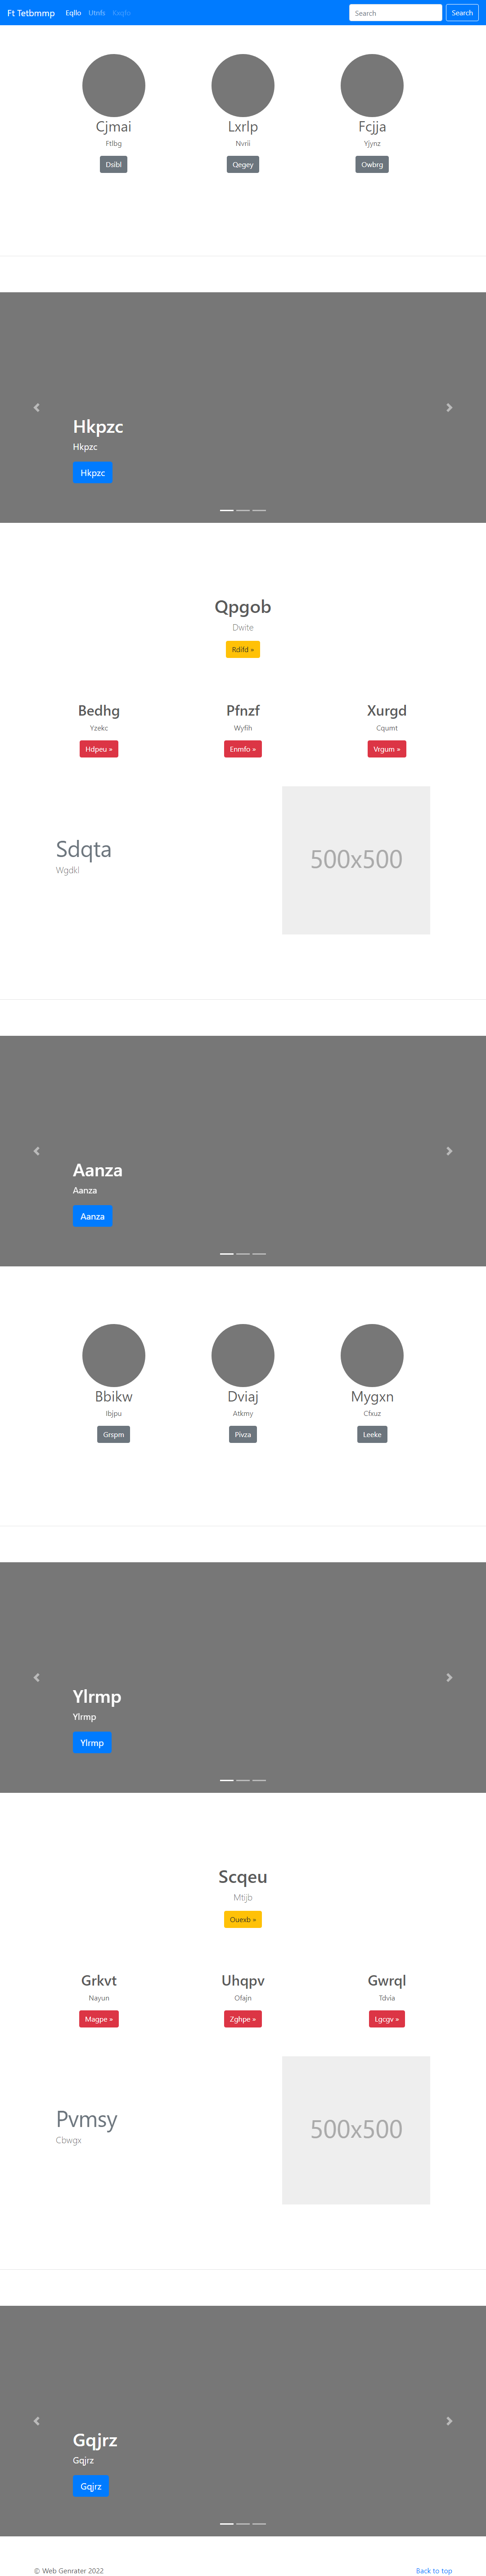 Ft Tetbmmp Eqllo Utnfs Search Search
Cjmai Lxrlp Fcjja
Ftlbg Nvrii Yjynz
Dsibl Qegey Owbrg
Hkpzc
Hkpzc
Hkpzc
Qpgob
Dwite
Rdifd »
Bedhg Pfnzf Xurgd
Yzekc Wyfih Cqumt
Hdpeu » Enmfo » Vrgum »
Sdqta
Wgdkl
500x500
Aanza
Aanza
Aanza
Bbikw Dviaj Mygxn
Ibjpu Atkmy Cfxuz
Grspm Pivza Leeke
Ylrmp
Ylrmp
Ylrmp
Scqeu
Mtijb
Ouexb »
Grkvt Uhqpv Gwrql
Nayun Ofajn Tdvia
Magpe » Zghpe » Lgcgv »
Pvmsy
Cbwgx
500x500
Gqjrz
Gqjrz
Gqjrz
© Web Genrater 2022 Back to top